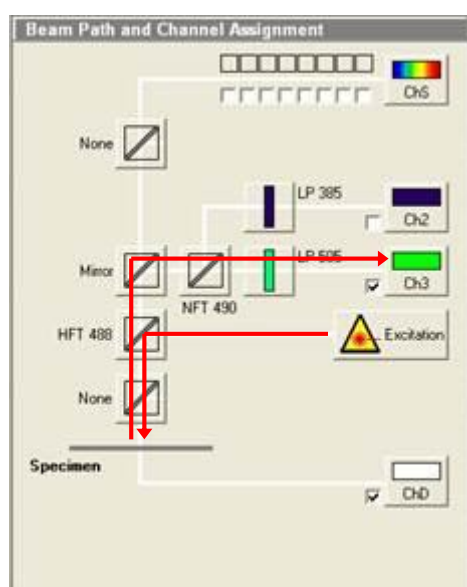 Beam Path and Channel Assignment
ChS
None
LP 385
Ch2
Mirror
LP 505
Ch3
NFT 490
HFT 488
Excitation
None
Specimen
ChD